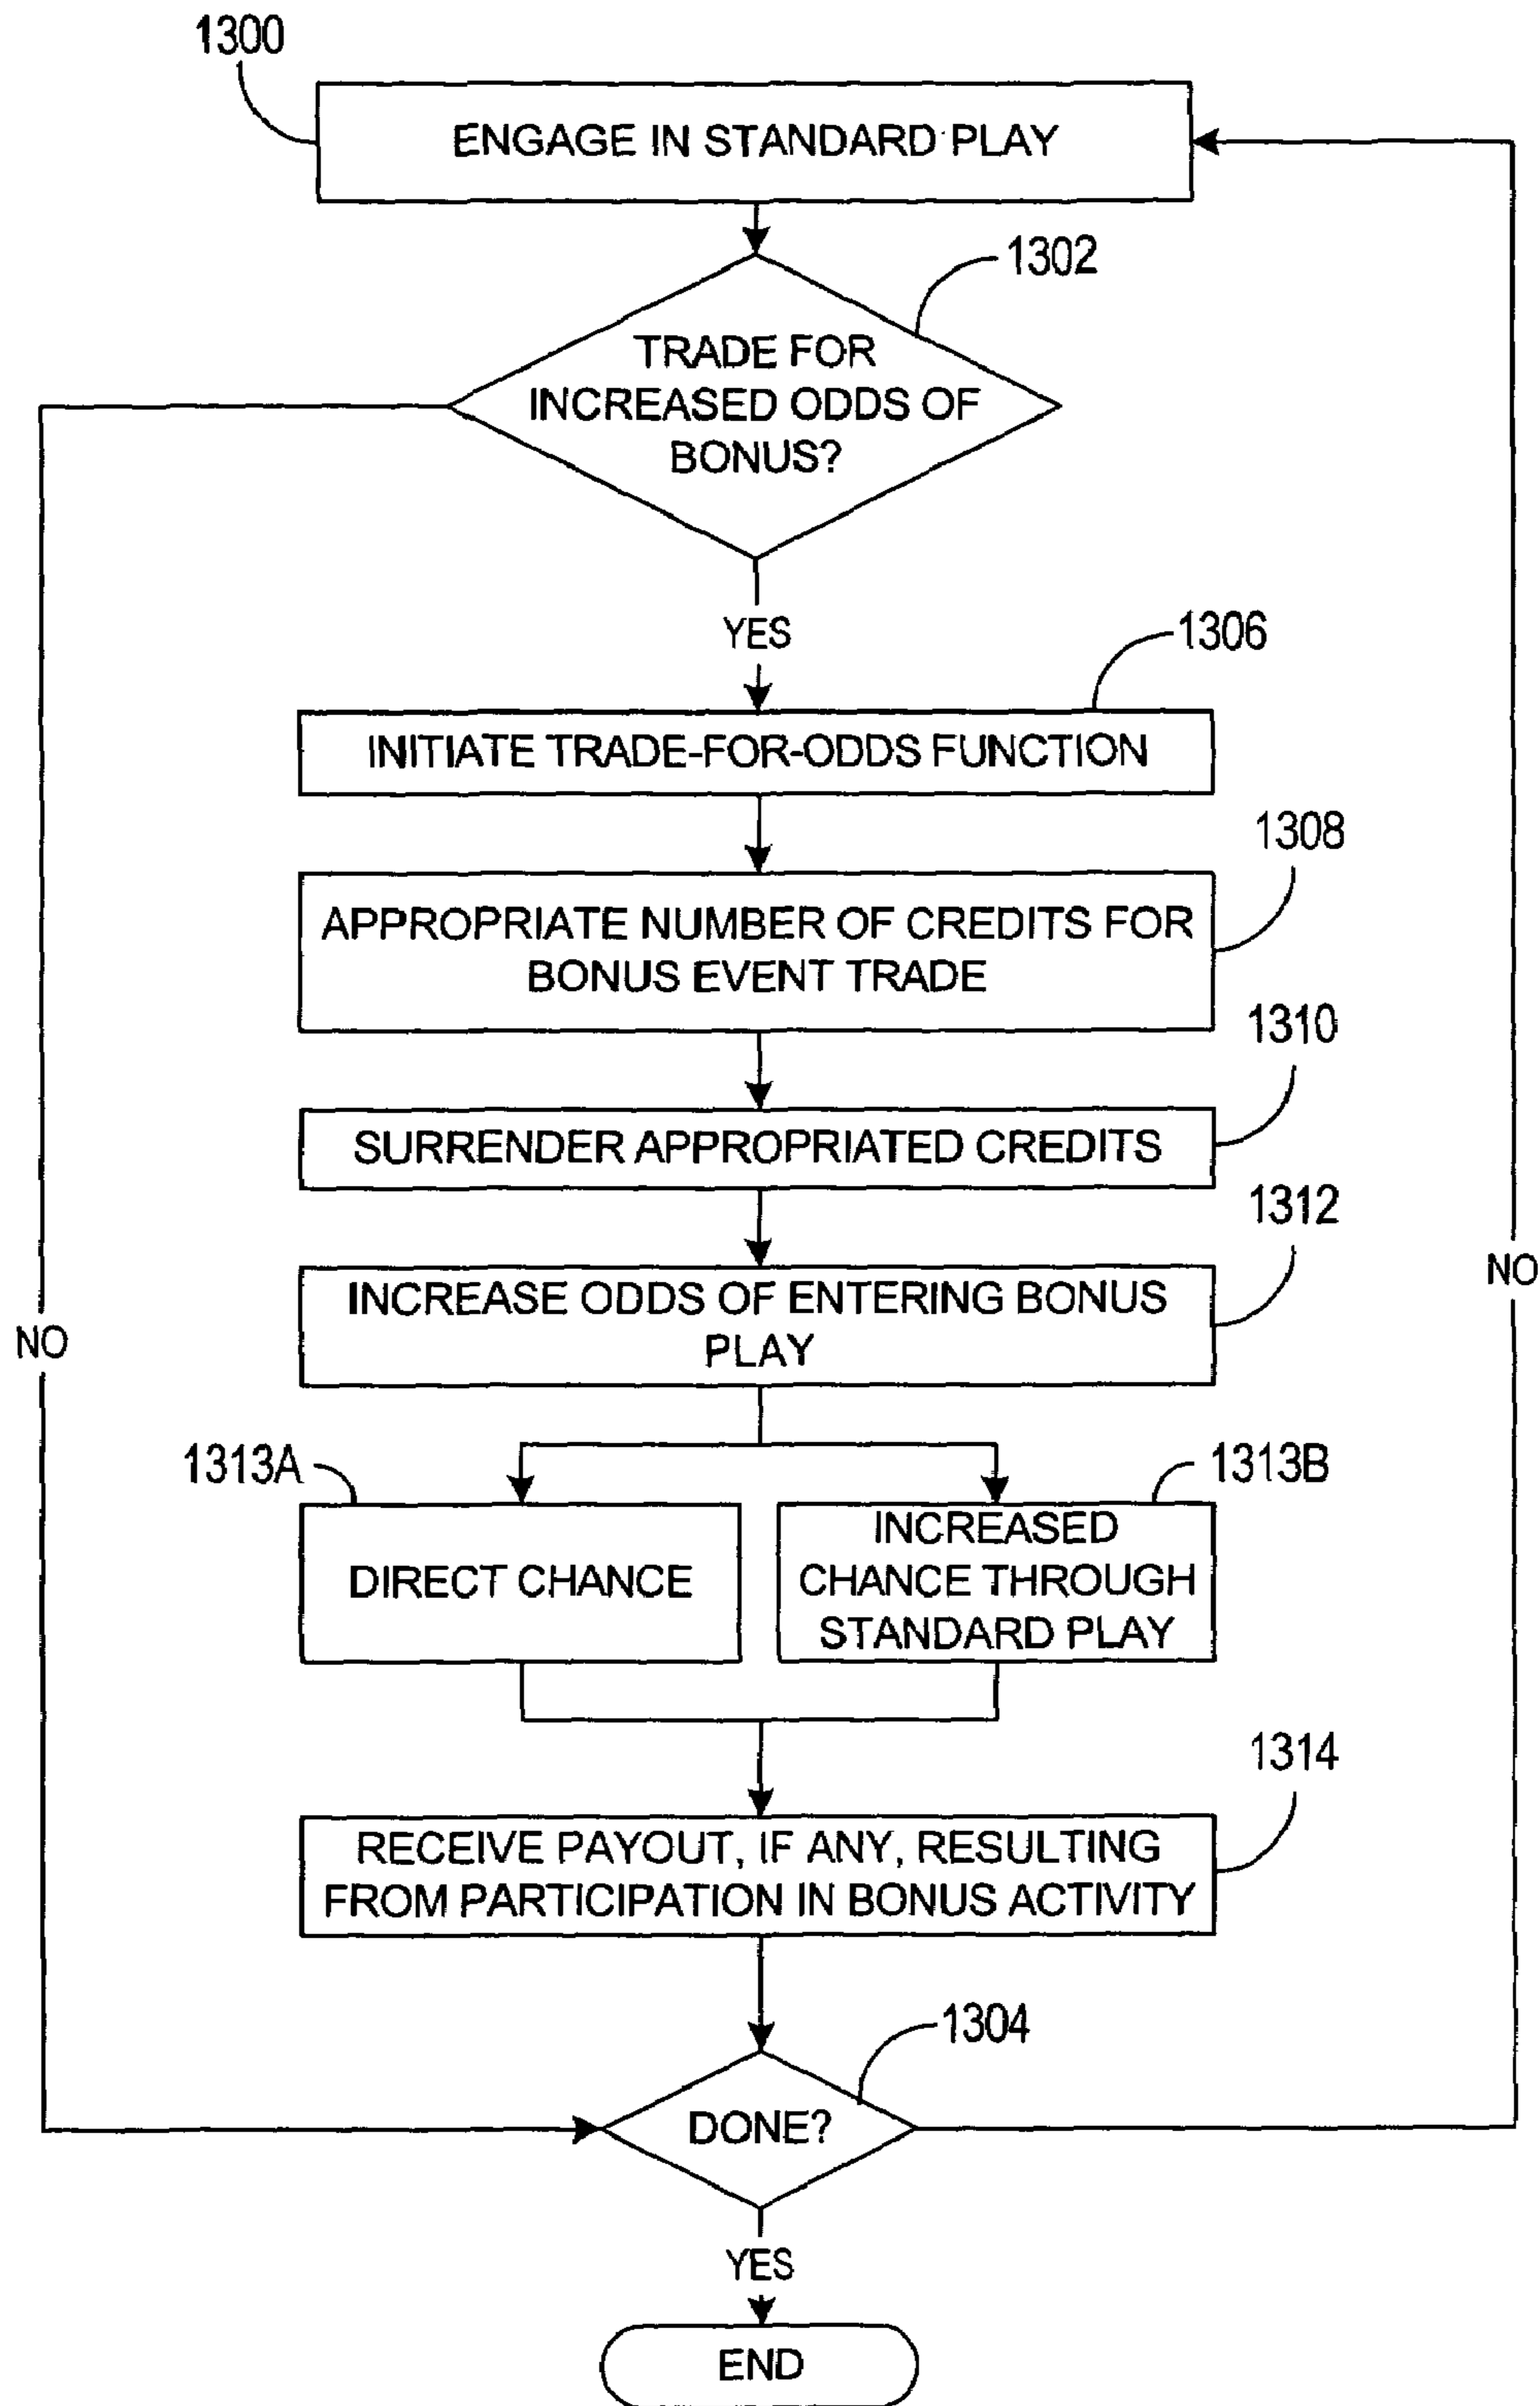 1300
ENGAGE IN STANDARD PLAY
1302
TRADE FOR
INCREASED ODDS OF
BONUS?
YES
1306
INITIATE TRADE-FOR-ODDS FUNCTION
1308
APPROPRIATE NUMBER OF CREDITS FOR
BONUS EVENT TRADE
1310
SURRENDER APPROPRIATED CREDITS
1312
INCREASE ODDS OF ENTERING BONUS
PLAY
NO
NO
1313A
1313B
DIRECT CHANCE
INCREASED
CHANCE THROUGH
STANDARD PLAY
1314
RECEIVE PAYOUT, IF ANY, RESULTING
FROM PARTICIPATION IN BONUS ACTIVITY
1304
DONE?
YES
END